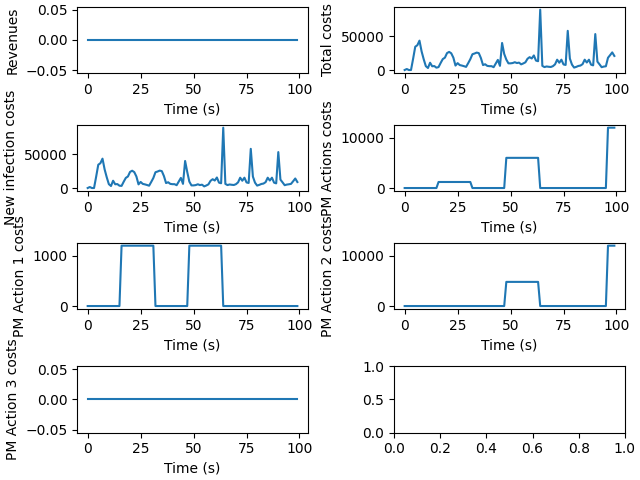 Revenues
0.05
0.00
−0.05
0 25 50 75 100
Time (s)
Total costs
50000
0
0 25 50 75 100
Time (s)
New infection costs
50000
0
0 25 50 75 100
Time (s)
PM Actions costs
10000
0
0 25 50 75 100
Time (s)
PM Action 1 costs
1000
0
0 25 50 75 100
Time (s)
PM Action 2 costs
10000
0
0 25 50 75 100
Time (s)
PM Action 3 costs
0.05
0.00
−0.05
0 25 50 75 100
Time (s)
1.0
0.5
0.0
0.0 0.2 0.4 0.6 0.8 1.0